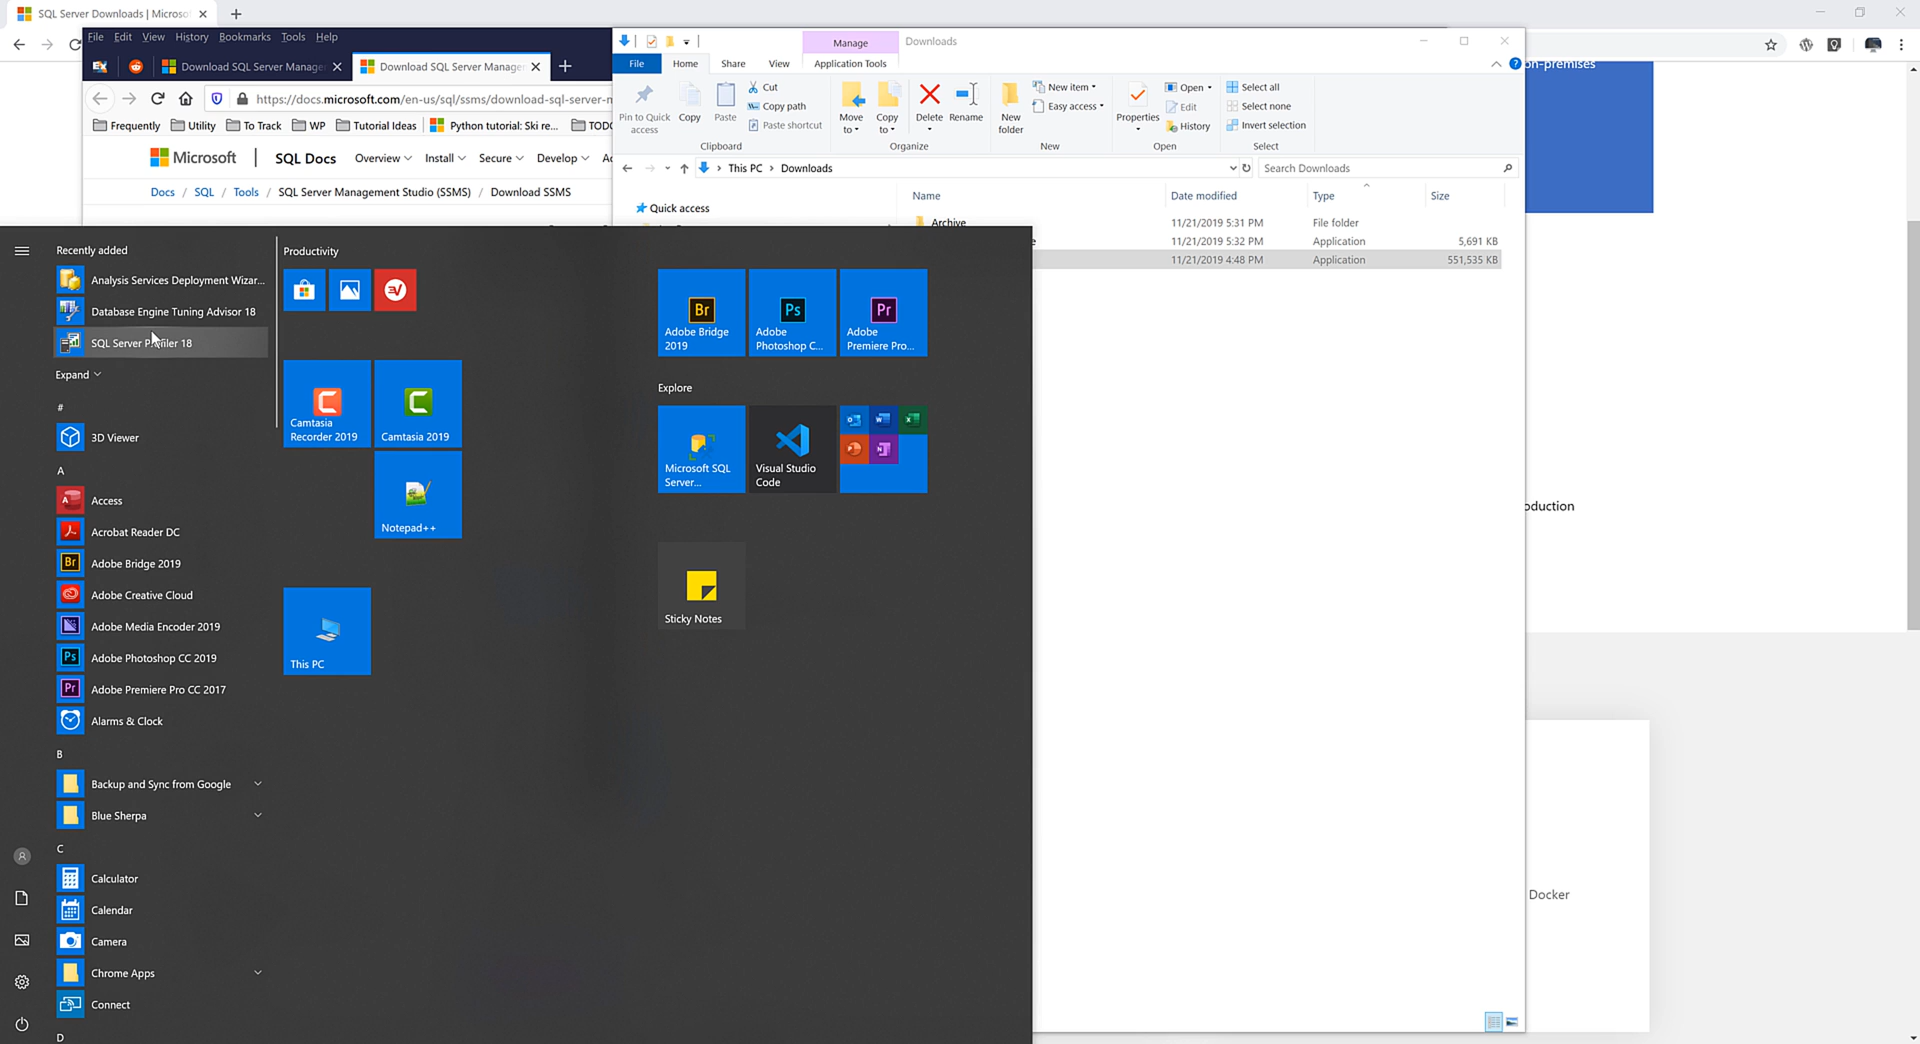 SQL Server Downloads | Microso
File Edit View History Bookmarks Tools Help
Download SQL Server Manage
Download SQL Server Manage
https://docs.microsoft.com/en-us/sql/ssms/download-sql-server-m
Frequently Utility To Track WP Tutorial Ideas Python tutorial: Ski re... TODO
Microsoft SQL Docs Overview Install Secure Develop
Docs / SQL / Tools / SQL Server Management Studio (SSMS) / Download SSMS
Manage Downloads
File Home Share View Application Tools
Pin to Quick access
Copy
Paste
Cut
Copy path
Paste shortcut
Clipboard
Move to
Copy to
Delete
Rename
Organize
New folder
New item
Easy access
New
Properties
Open
Edit
History
Open
Select all
Select none
Invert selection
Select
This PC > Downloads
Search Downloads
Quick access
Name Date modified Type Size
Archive 11/21/2019 5:31 PM File folder
e 11/21/2019 5:32 PM Application 5,691 KB
11/21/2019 4:48 PM Application 551,535 KB
on-premises
oduction
Docker
Recently added
Analysis Services Deployment Wizar...
Database Engine Tuning Advisor 18
SQL Server Profiler 18
Expand
#
3D Viewer
A
Access
Acrobat Reader DC
Adobe Bridge 2019
Adobe Creative Cloud
Adobe Media Encoder 2019
Adobe Photoshop CC 2019
Adobe Premiere Pro CC 2017
Alarms & Clock
B
Backup and Sync from Google
Blue Sherpa
C
Calculator
Calendar
Camera
Chrome Apps
Connect
D
Productivity
Camtasia Recorder 2019
Camtasia 2019
Notepad++
This PC
Br
Adobe Bridge 2019
Ps
Adobe Photoshop C...
Pr
Adobe Premiere Pro...
Explore
Microsoft SQL Server...
Visual Studio Code
Sticky Notes